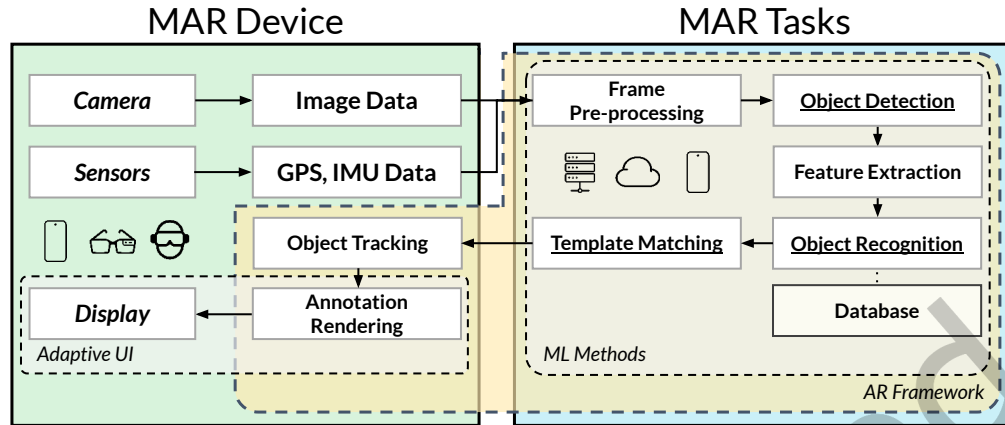 MAR Device
MAR Tasks
Camera
Image Data
Frame
Pre-processing
Object Detection
Sensors
GPS, IMU Data
Feature Extraction
Object Tracking
Template Matching
Object Recognition
Display
Annotation
Rendering
Database
Adaptive UI
ML Methods
AR Framework